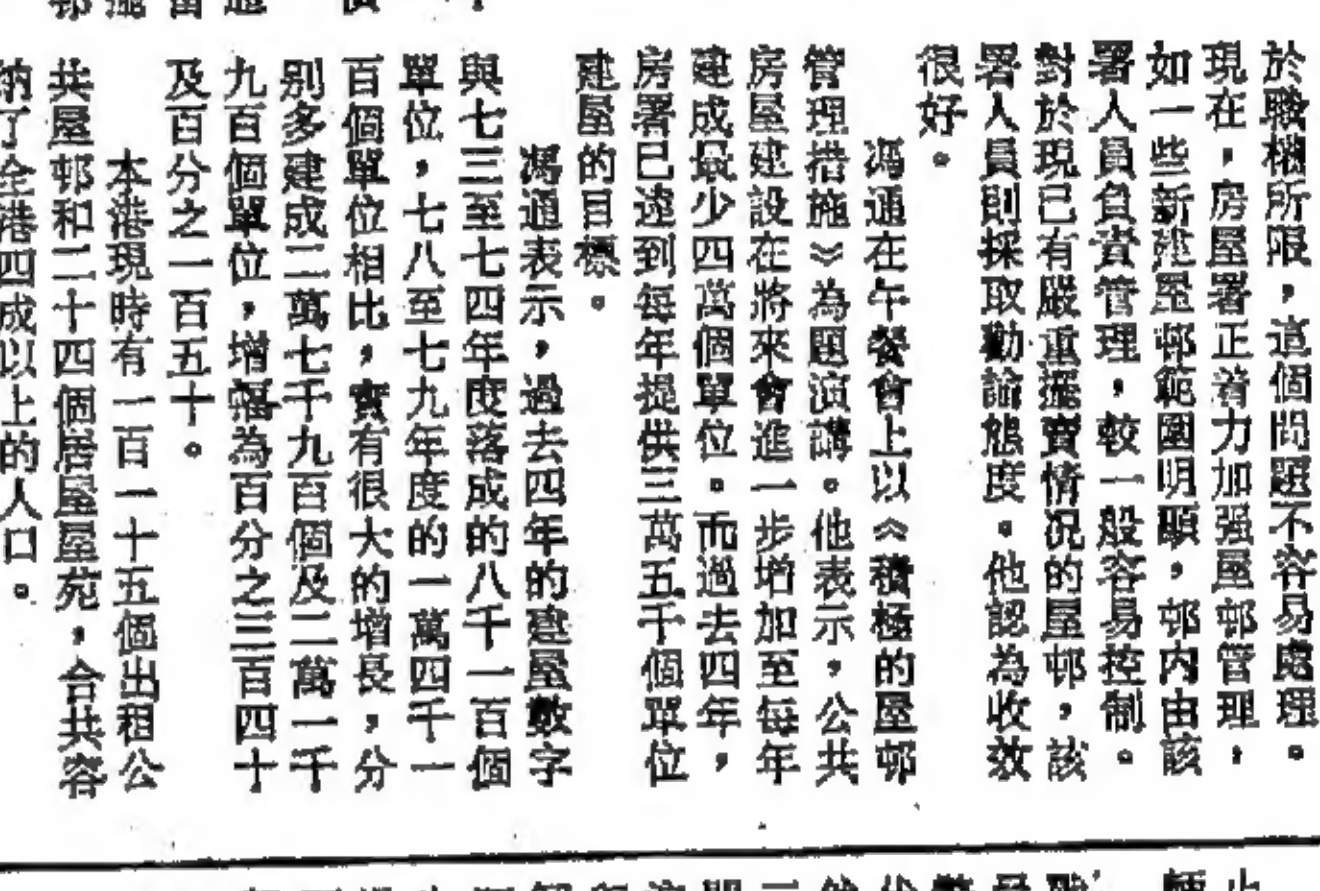 於職權所限，這個問題不容易處理。
現在，房屋署正着力加强屋邨管理，
如一些新建屋邨範圍明顯，邨內由該
署人員負責管理，較一般容易控制。
對於現已有嚴重擺賣情况的屋邨，該
署人員則採取勸諭態度。他認為收效
很好。
馮通在午餐會上以《積極的屋邨
管理措施》為題演講。他表示，公共
房屋建設在將來會進一步增加至每年
建成最少四萬個單位。而過去四年，
房署已達到每年提供三萬五千個單位
建屋的目標。
馮通表示，過去四年的建屋數字
與七三至七四年度落成的八千一百個
單位，七八至七九年度的一萬四千一
百個單位相比，實有很大的增長，分
別多建成二萬七千九百個及二萬一千
九百個單位，增幅為百分之三百四十
及百分之一百五十。
本港現時有一百一十五個出租公
共屋邨和二十四個居屋屋苑，合共容
納了全港四成以上的人口。